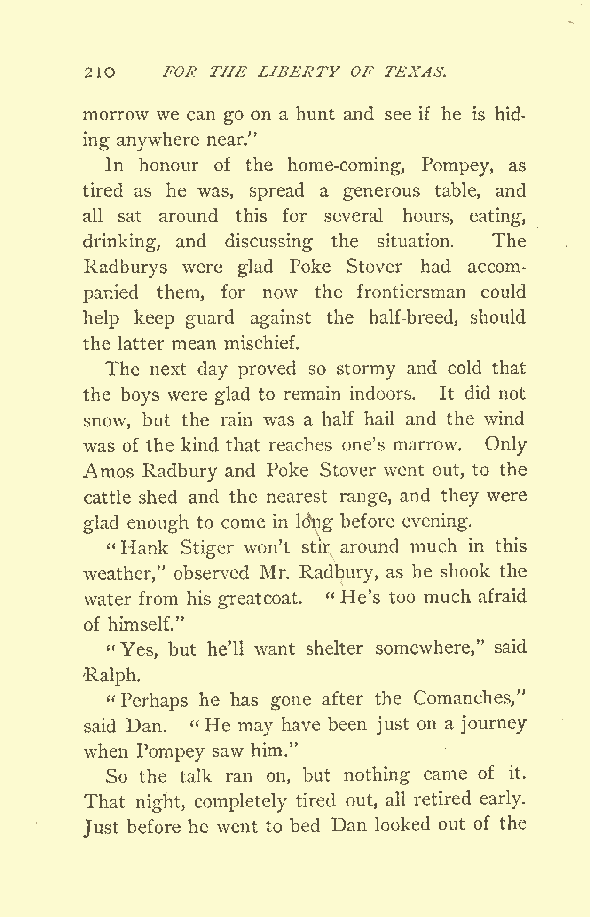 210 FOR THE LIBERTY OF TEXAS.
morrow we can go on a hunt and see if he is hid-
ing anywhere near."
In honour of the home-coming, Pompey, as
tired as he was, spread a generous table, and
all sat around this for several hours, eating,
drinking, and discussing the situation. The
Radburys were glad Poke Stover had accom-
panied them, for now the frontiersman could
help keep guard against the half-breed, should
the latter mean mischief.
The next day proved so stormy and cold that
the boys were glad to remain indoors. It did not
snow, but the rain was a half hail and the wind
was of the kind that reaches one's marrow. Only
Amos Radbury and Poke Stover went out, to the
cattle shed and the nearest range, and they were
glad enough to come in long before evening.
"Hank Stiger won't stir around much in this
weather," observed Mr. Radbury, as he shook the
water from his greatcoat. "He's too much afraid
of himself."
"Yes, but he'll want shelter somewhere," said
Ralph.
"Perhaps he has gone after the Comanches,"
said Dan. "He may have been just on a journey
when Pompey saw him."
So the talk ran on, but nothing came of it.
That night, completely tired out, all retired early.
Just before he went to bed Dan looked out of the